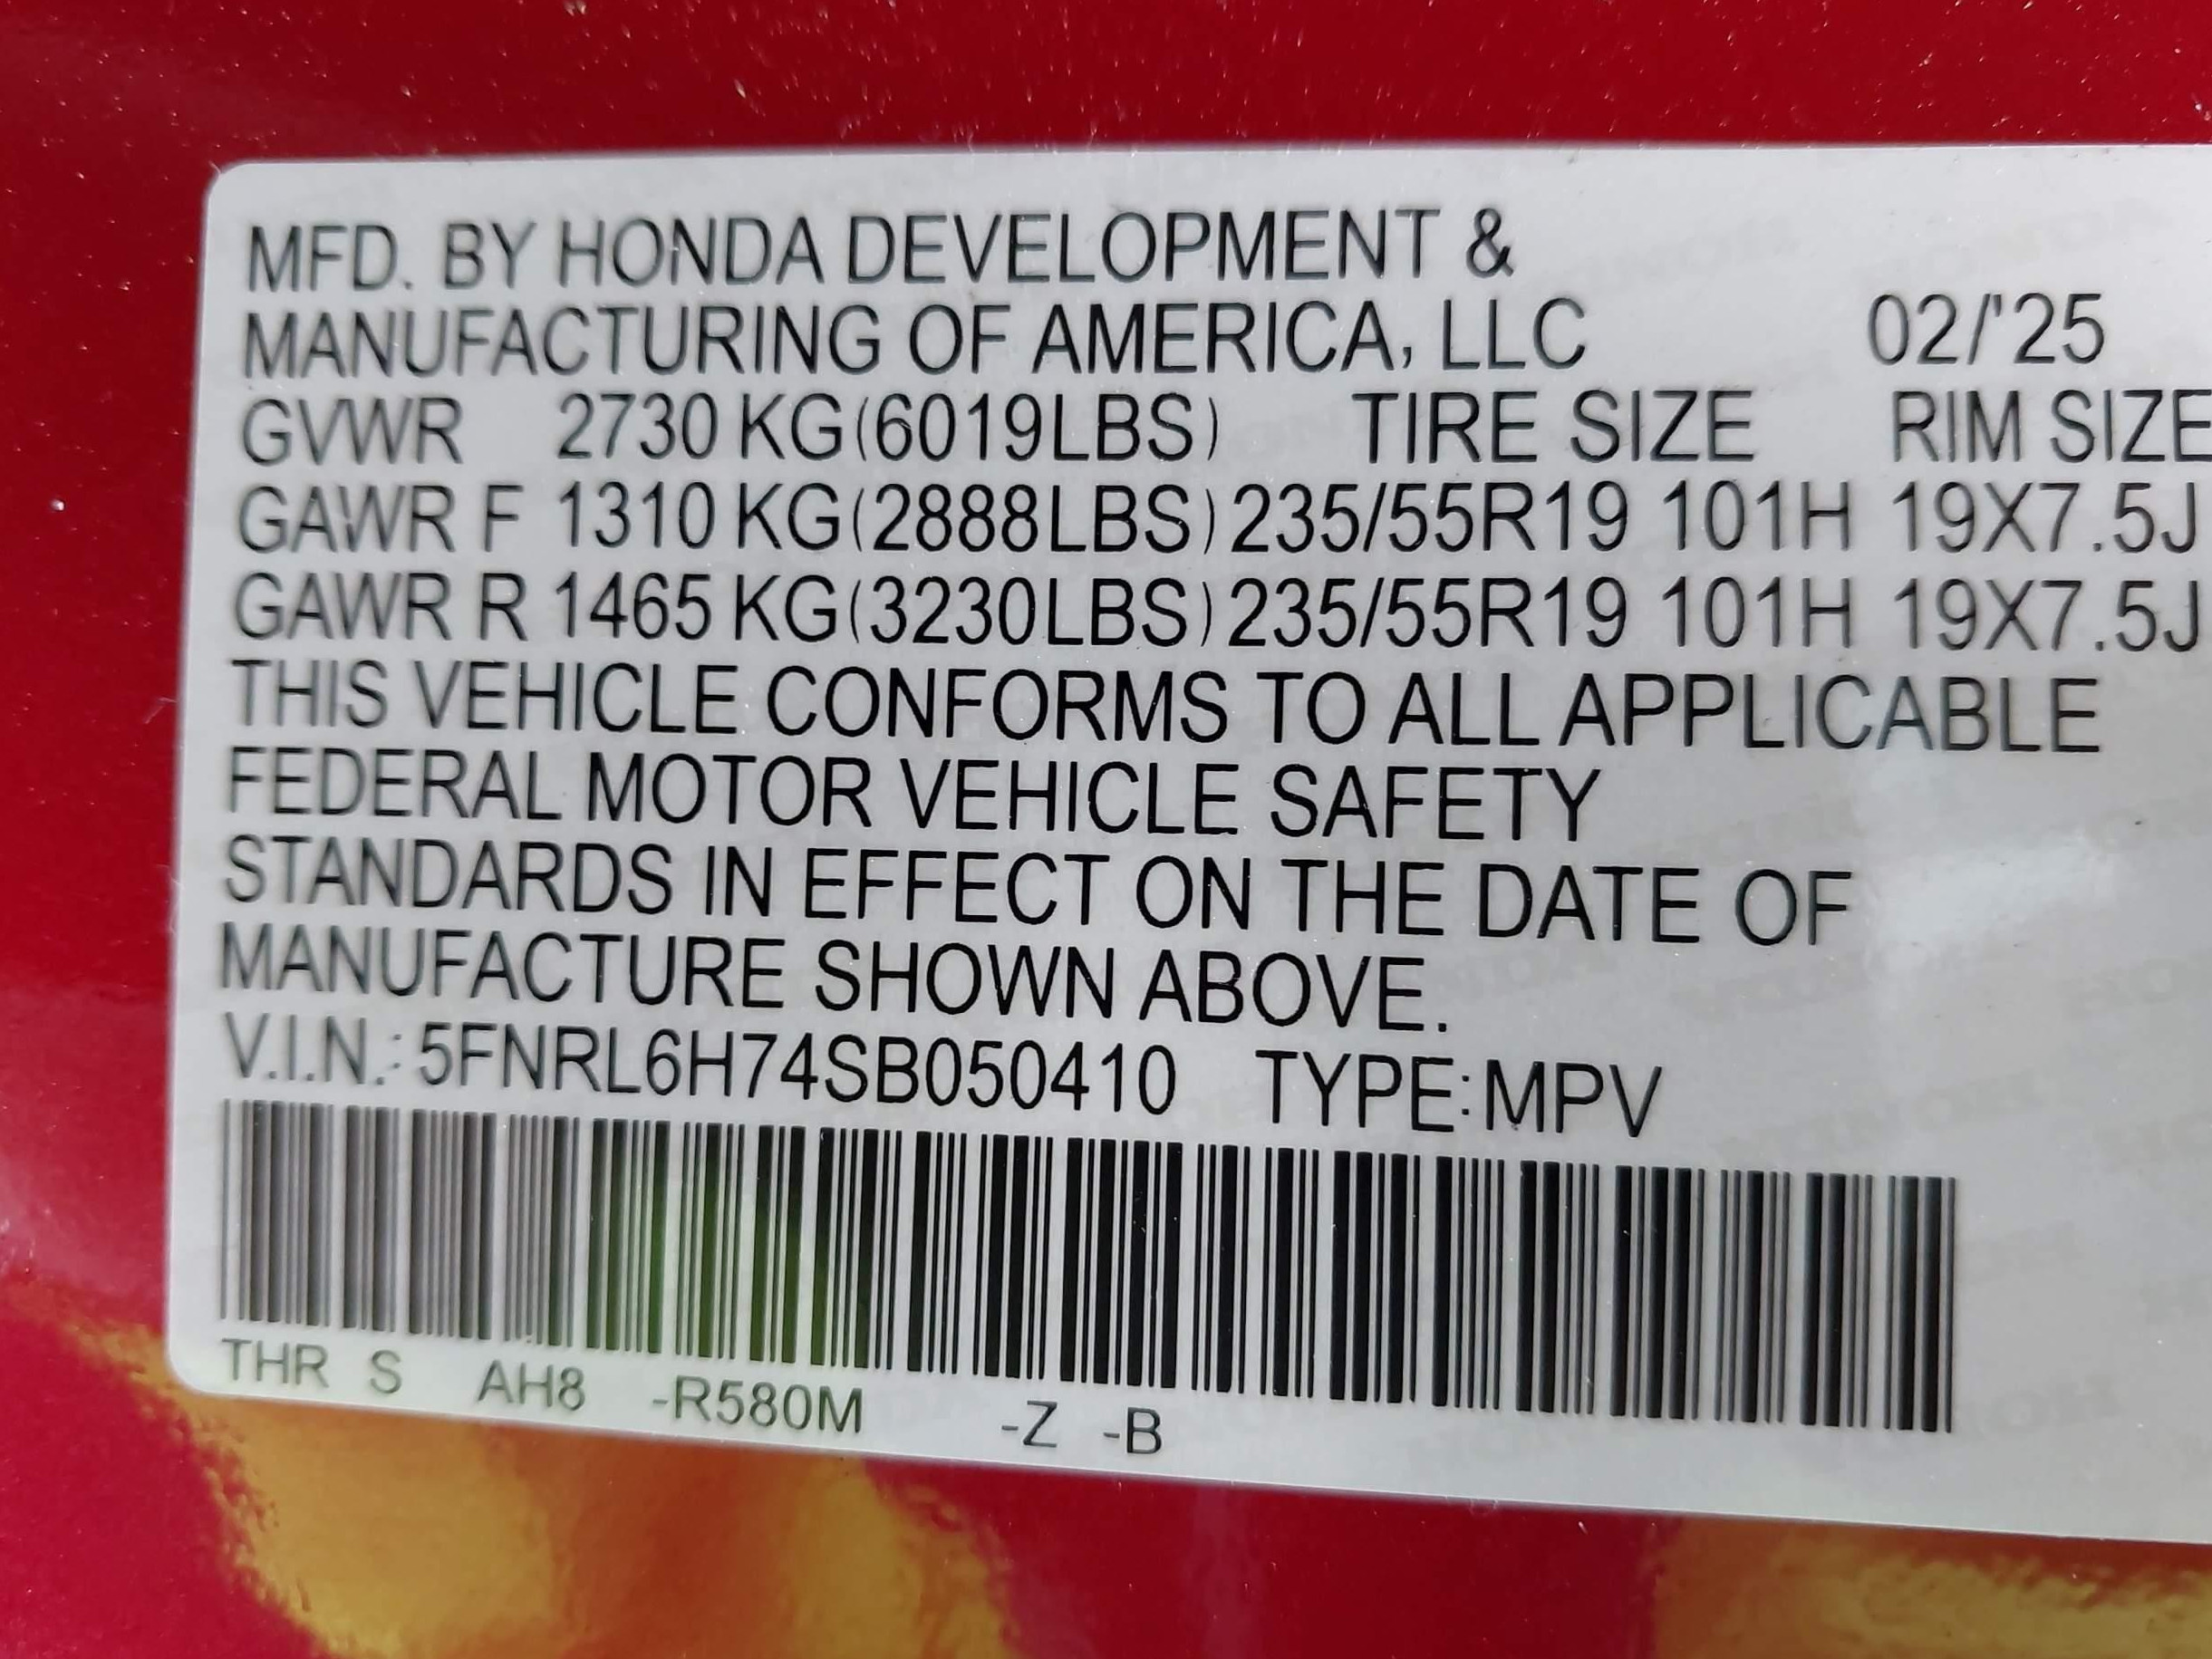 MFD. BY HONDA DEVELOPMENT &
MANUFACTURING OF AMERICA, LLC 02/'25
GVWR 2730 KG(6019LBS) TIRE SIZE RIM SIZE
GAWR F 1310 KG(2888LBS) 235/55R19 101H 19X7.5J
GAWR R 1465 KG(3230LBS) 235/55R19 101H 19X7.5J
THIS VEHICLE CONFORMS TO ALL APPLICABLE
FEDERAL MOTOR VEHICLE SAFETY
STANDARDS IN EFFECT ON THE DATE OF
MANUFACTURE SHOWN ABOVE.
V.I.N.: 5FNRL6H74SB050410 TYPE:MPV
THR S AH8 -R580M -Z -B